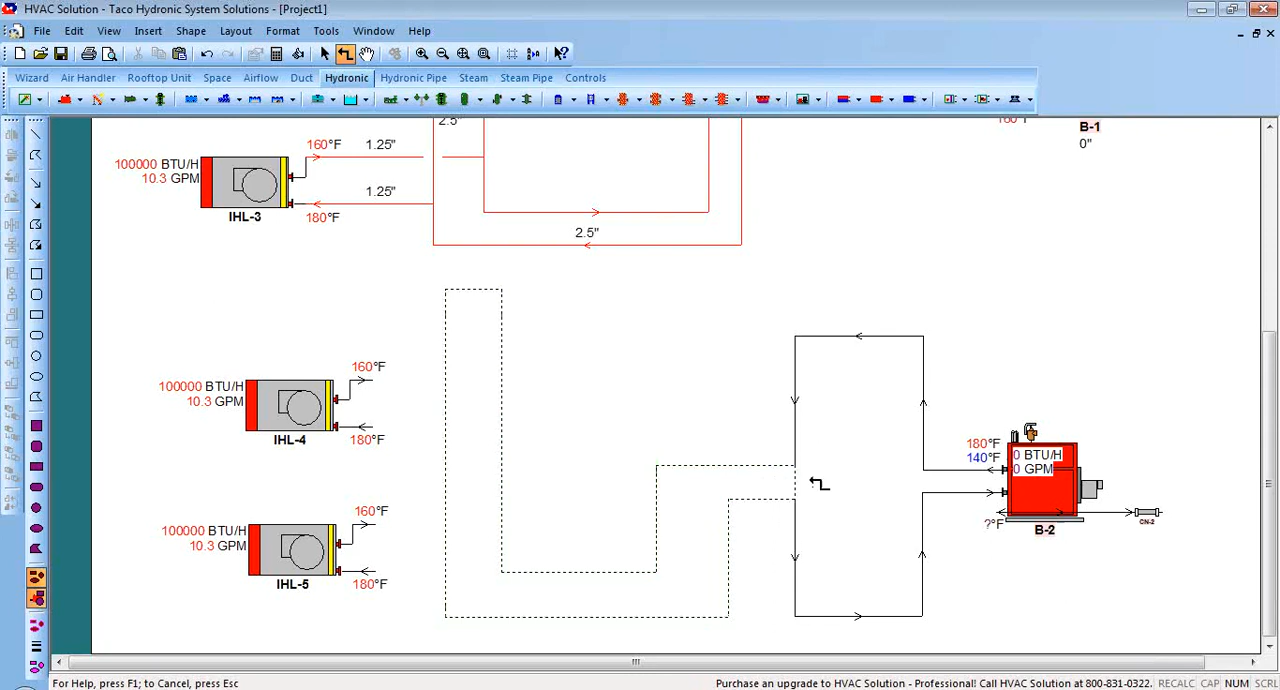 HVAC Solution - Taco Hydronic System Solutions - [Project1]
File Edit View Insert Shape Layout Format Tools Window Help
Wizard Air Handler Rooftop Unit Space Airflow Duct Hydronic Hydronic Pipe Steam Steam Pipe Controls
2.5"
160°F
B-1
0"
160°F 1.25"
100000 BTU/H
10.3 GPM
1.25"
IHL-3 180°F
2.5"
160°F
100000 BTU/H
10.3 GPM
IHL-4 180°F
180°F 0 BTU/H
140°F 0 GPM
160°F
100000 BTU/H
10.3 GPM
?°F
CN-2
B-2
IHL-5 180°F
For Help, press F1; to Cancel, press Esc Purchase an upgrade to HVAC Solution - Professional! Call HVAC Solution at 800-831-0322. RECALC CAP NUM SCRL